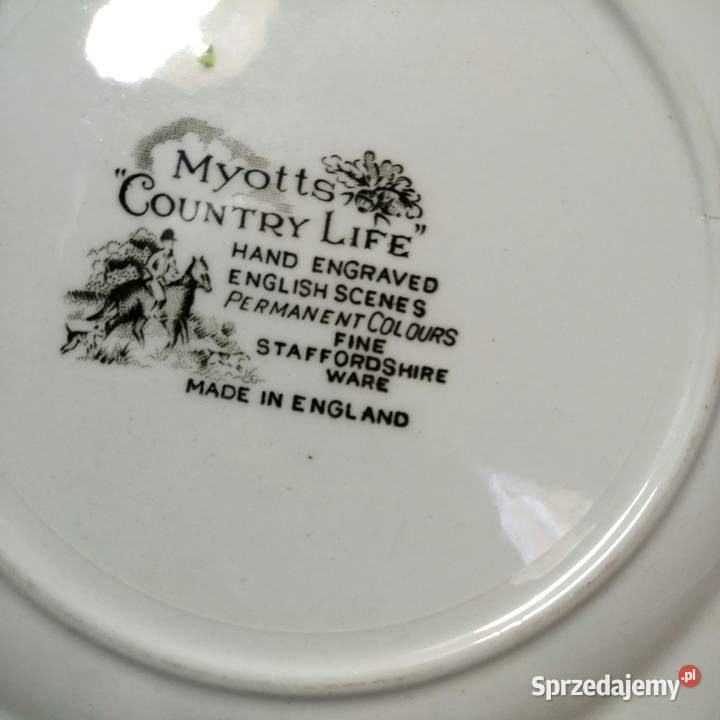 Myotts
"COUNTRY LIFE"
HAND ENGRAVED
ENGLISH SCENES
PERMANENT COLOURS
FINE
STAFFORDSHIRE
WARE
MADE IN ENGLAND
Sprzedajemy.pl